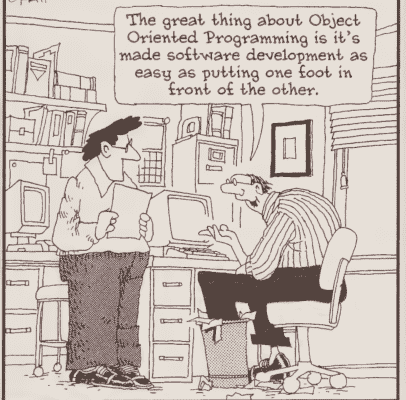 The great thing about Object
Oriented Programming is it's
made software development as
easy as putting one foot in
front of the other.